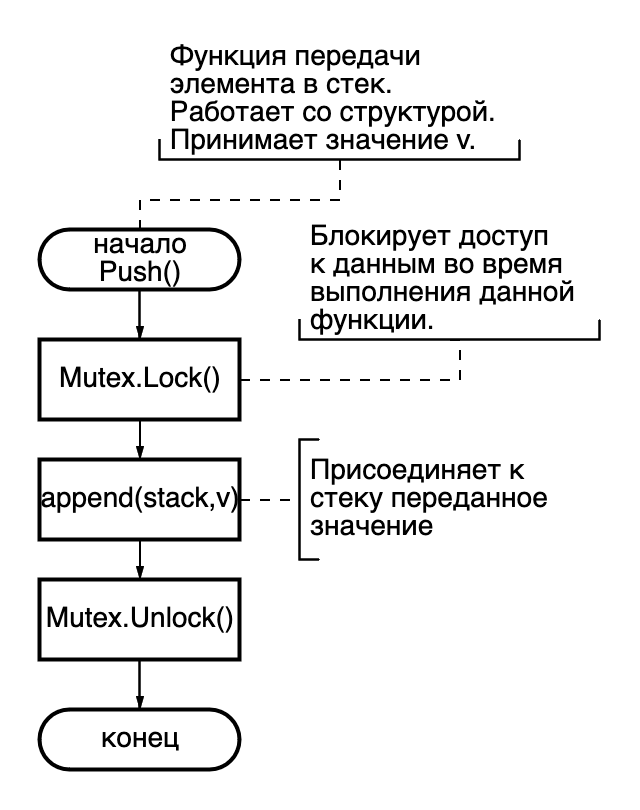 Функция передачи
элемента в стек.
Работает со структурой.
Принимает значение v.
начало
Push()
Блокирует доступ
к данным во время
выполнения данной
функции.
Mutex.Lock()
append(stack,v)
Присоединяет к
стеку переданное
значение
Mutex.Unlock()
конец